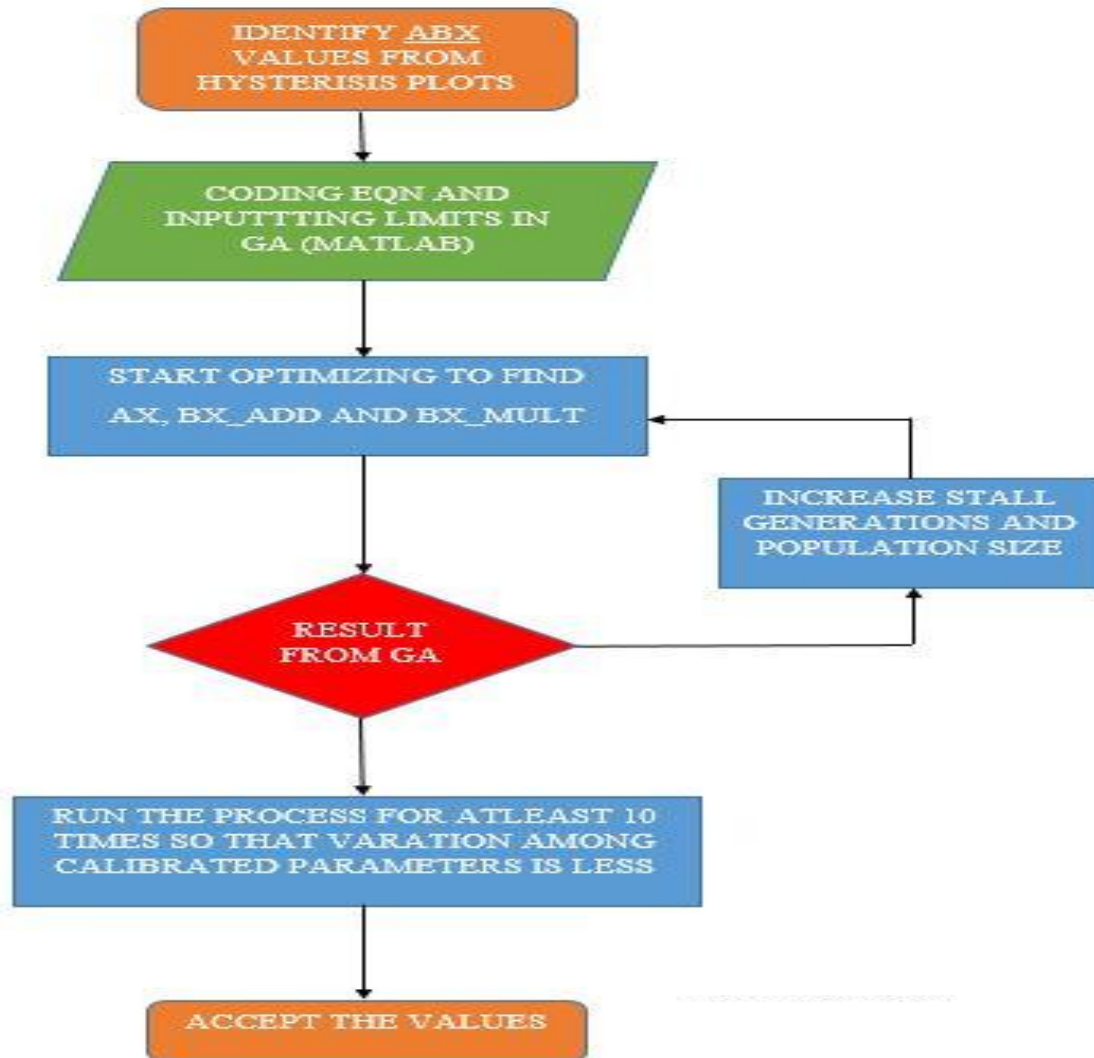 IDENTIFY ABX
VALUES FROM
HYSTERISIS PLOTS
CODING EQN AND
INPUTTTING LIMITS IN
GA (MATLAB)
START OPTIMIZING TO FIND
AX, BX_ADD AND BX_MULT
INCREASE STALL
GENERATIONS AND
POPULATION SIZE
RESULT
FROM GA
RUN THE PROCESS FOR ATLEAST 10
TIMES SO THAT VARATION AMONG
CALIBRATED PARAMETERS IS LESS
ACCEPT THE VALUES